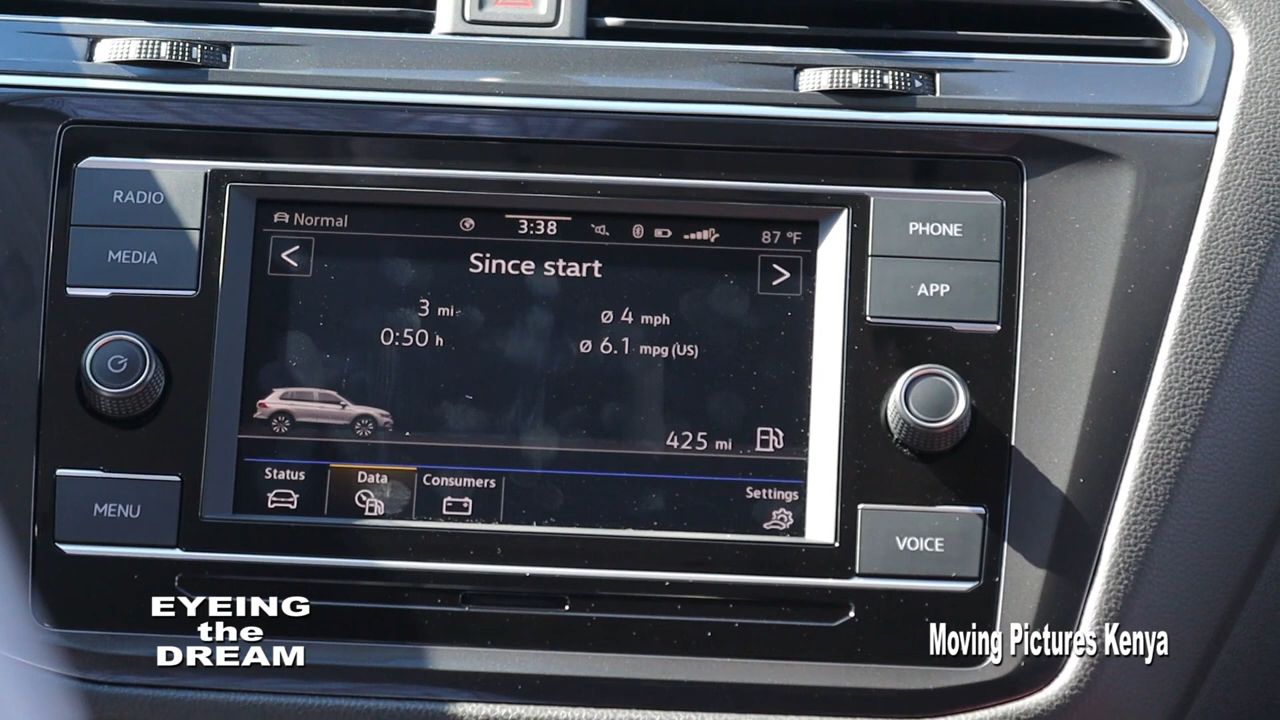 RADIO
MEDIA
MENU
Normal
3:38
87 °F
<
Since start
>
3 mi
0:50 h
Ø 4 mph
Ø 6.1 mpg (US)
425 mi
Status
Data
Consumers
Settings
PHONE
APP
VOICE
EYEING
the
DREAM
Moving Pictures Kenya